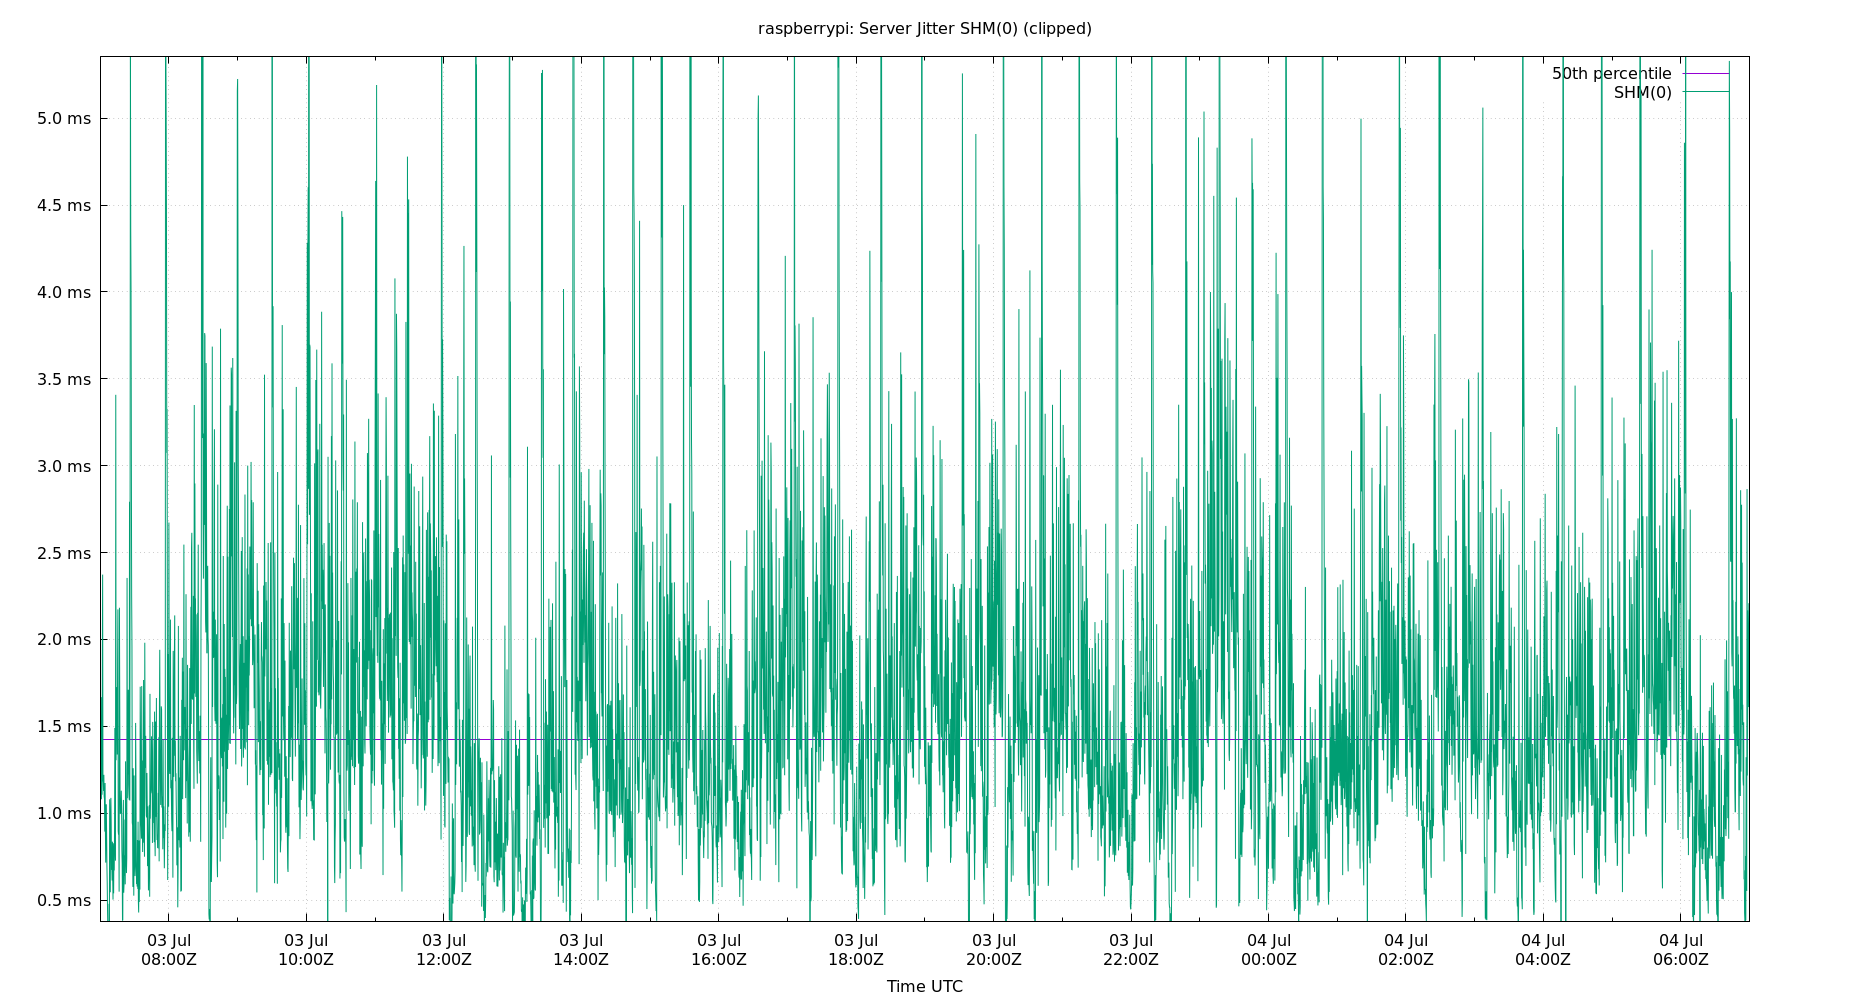 raspberrypi: Server Jitter SHM(0) (clipped)
50th percentile
SHM(0)
5.0 ms
4.5 ms
4.0 ms
3.5 ms
3.0 ms
2.5 ms
2.0 ms
1.5 ms
1.0 ms
0.5 ms
03 Jul 03 Jul 03 Jul 03 Jul 03 Jul 03 Jul 03 Jul 03 Jul 04 Jul 04 Jul 04 Jul 04 Jul
08:00Z 10:00Z 12:00Z 14:00Z 16:00Z 18:00Z 20:00Z 22:00Z 00:00Z 02:00Z 04:00Z 06:00Z
Time UTC